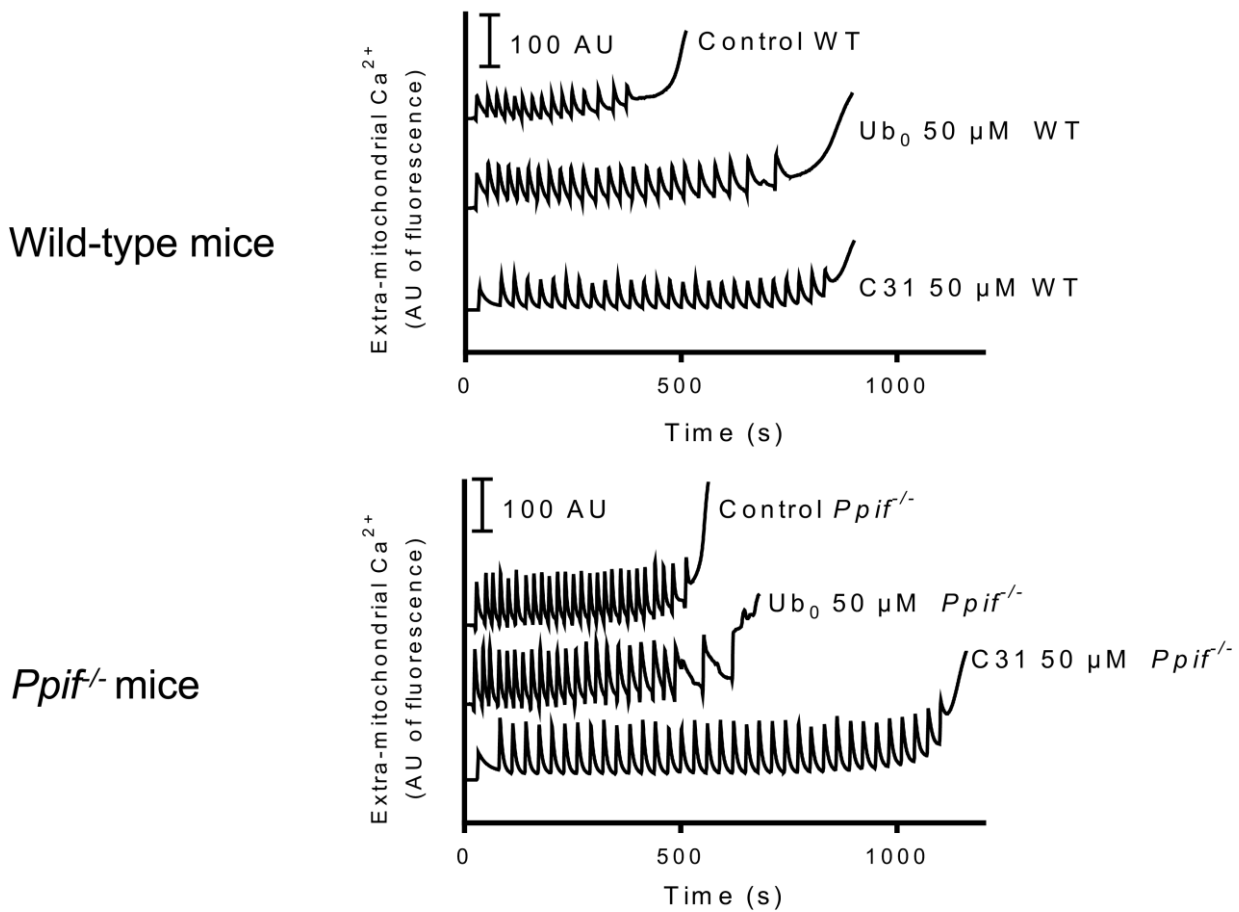 100 AU
Control WT
Ub₀ 50 µM WT
C31 50 µM WT
Wild-type mice
Extra-mitochondrial Ca²⁺
(AU of fluorescence)
0
500
1000
Time (s)
100 AU
Control Ppif⁻/⁻
Ub₀ 50 µM Ppif⁻/⁻
C31 50 µM Ppif⁻/⁻
Ppif⁻/⁻ mice
Extra-mitochondrial Ca²⁺
(AU of fluorescence)
0
500
1000
Time (s)